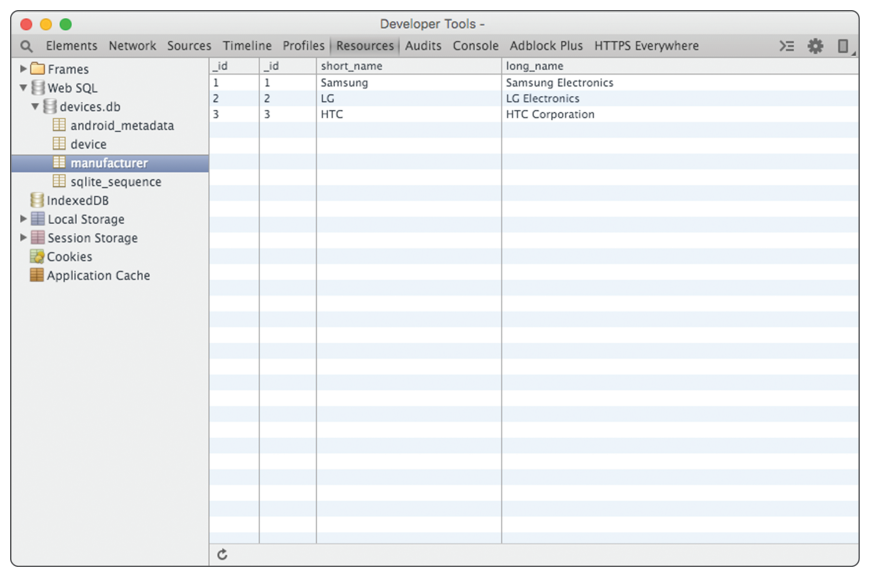 Developer Tools -
Elements Network Sources Timeline Profiles Resources Audits Console Adblock Plus HTTPS Everywhere
Frames
Web SQL
devices.db
android_metadata
device
manufacturer
sqlite_sequence
IndexedDB
Local Storage
Session Storage
Cookies
Application Cache
_id _id short_name long_name
1 1 Samsung Samsung Electronics
2 2 LG LG Electronics
3 3 HTC HTC Corporation